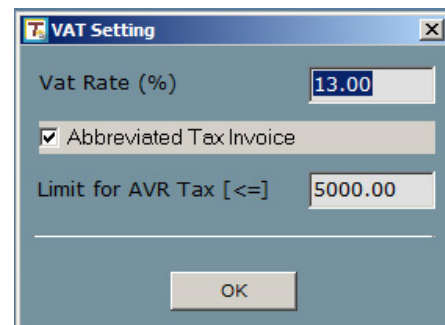 VAT Setting
Vat Rate (%) 13.00
Abbreviated Tax Invoice
Limit for AVR Tax [<=] 5000.00
OK